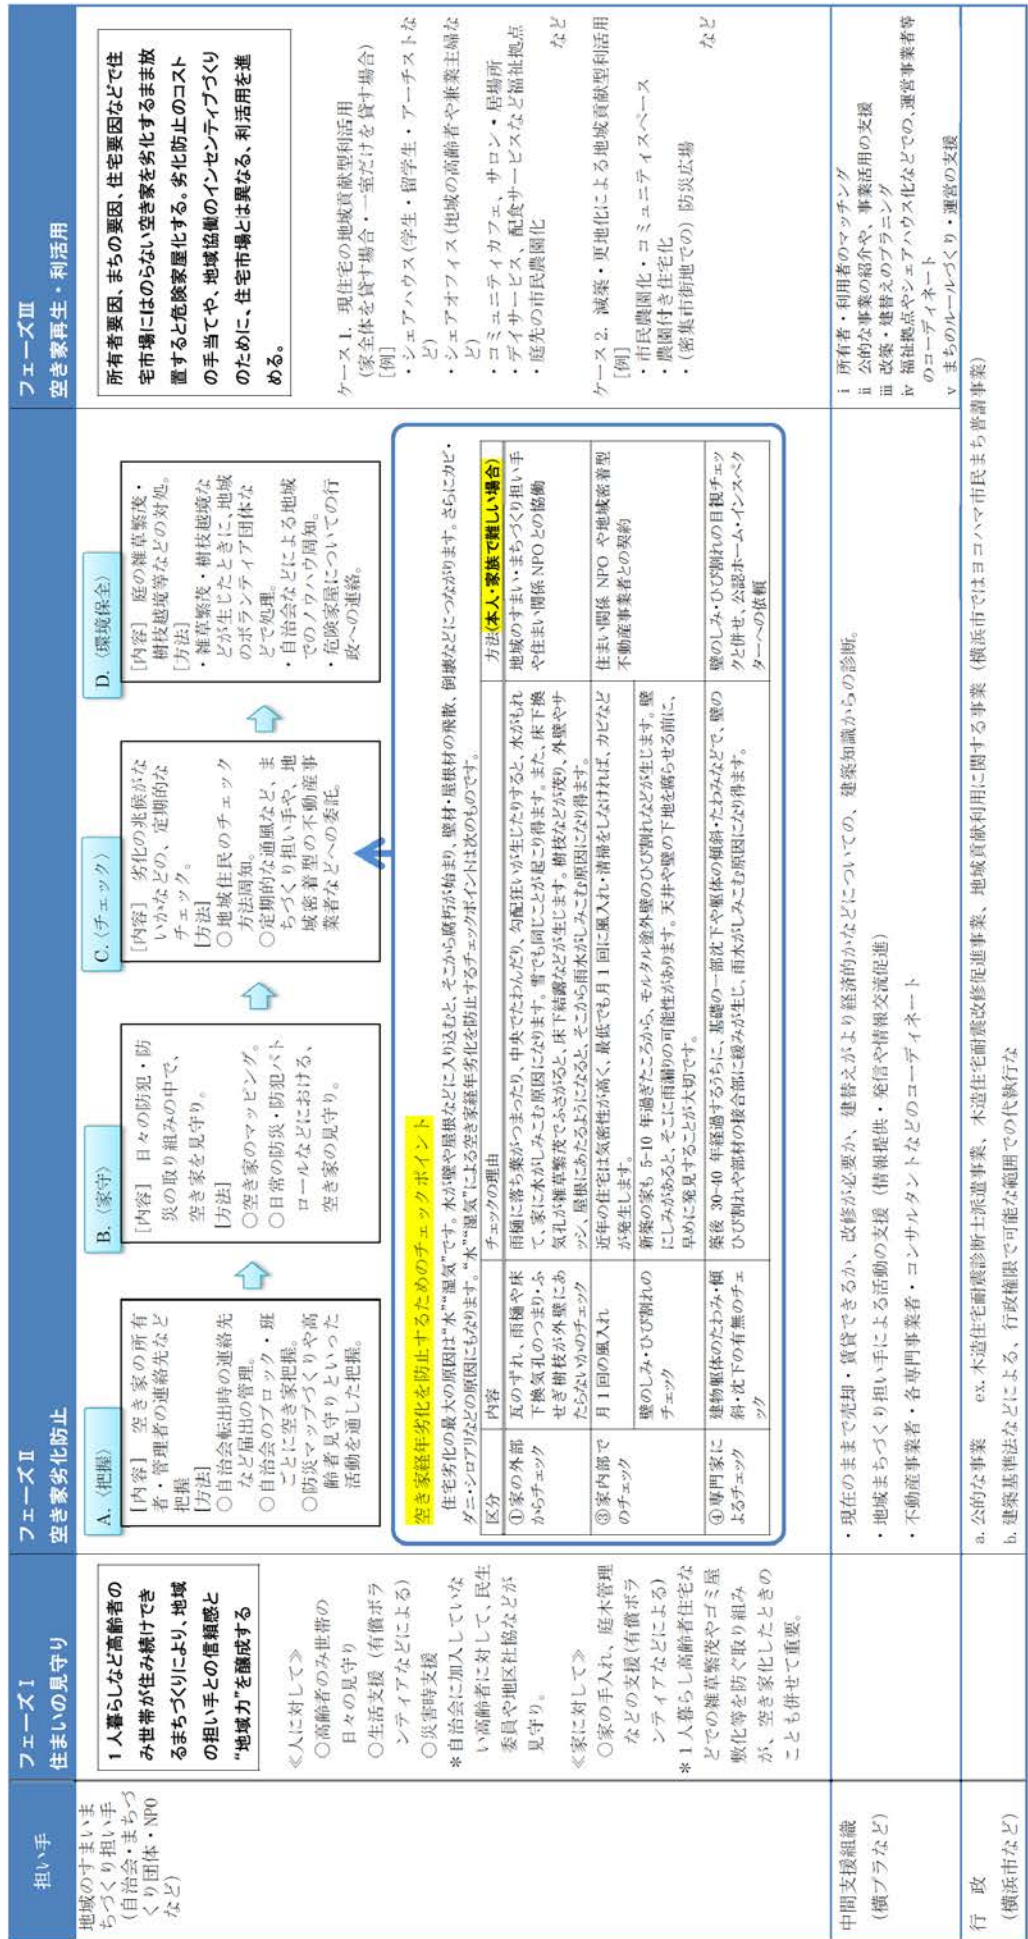 担い手
フェーズⅠ
住まいの見守り
フェーズⅡ
空き家劣化防止
フェーズⅢ
空き家再生・利活用
地域のすまいま
ちづくり担い手
(自治会・まちづ
くり団体・NPO
など)
1人暮らしなど高齢者の
み世帯が住み続けでき
るまちづくりにより、地域
の担い手との信頼感と
“地域力”を醸成する
≪人に対して≫
○高齢者のみ世帯の
日々の見守り
○生活支援（有償ボラ
ンティアなどによる）
○災害時支援
＊自治会に加入していな
い高齢者に対して、民生
委員や地区社協などが
見守り。
≪家に対して≫
○家の手入れ、庭木管理
などの支援(有償ボラ
ンティアなどによる)
＊1人暮らし高齢者住宅な
どでの雑草繁茂やゴミ屋
敷化等を防ぐ取り組み
が、空き家化したときの
ことも併せて重要。
A.〈把握〉
[内容]　空き家の所有
者・管理者の連絡先など
把握
[方法]
○自治会転出時の連絡先
など届出の管理。
○自治会のブロック・班
ごとに空き家把握。
○防災マップづくりや高
齢者見守りといった
活動を通した把握。
B.〈家守〉
[内容]　日々の防犯・防
災の取り組みの中で、
空き家を見守り。
[方法]
○空き家のマッピング。
○日常の防災・防犯パト
ロールなどにおける、
空き家の見守り。
C.〈チェック〉
[内容]　劣化の兆候がな
いかなどの、定期的な
チェック。
[方法]
○地域住民のチェック
方法周知。
○定期的な通風など、ま
ちづくり担い手や、地
域密着型の不動産事
業者などへの委託。
D.〈環境保全〉
[内容]　庭の雑草繁茂・
樹枝越境等などの対処。
[方法]
・雑草繁茂・樹枝越境な
どが生じたときに、地域
のボランティア団体な
どで処理。
・自治会などによる地域
でのノウハウ周知。
・危険家屋についての行
政への連絡。
空き家経年劣化を防止するためのチェックポイント
住宅劣化の最大の原因は“水”“湿気”です。水が壁や屋根などに入り込むと、そこから腐朽が始まり、壁材・屋根材の飛散、倒壊などにつながります。さらにカビ・
ダニ・シロアリなどの原因にもなります。“水”“湿気”による空き家経年劣化を防止するチェックポイントは次のものです。
区分
内容
チェックの理由
方法(本人・家族で難しい場合)
①家の外部
からチェック
瓦のずれ、雨樋や床
下換気孔のつまり・ふ
せぎ樹枝が外壁にあ
たらないかのチェック
雨樋に落ち葉がつまったり、中央でたわんだり、勾配狂いが生じたりすると、水がもれ
て、家に水がしみこむ原因になります。雪でも同じことが起こり得ます。また、床下換
気孔が雑草繁茂でふさがると、床下結露などが生じます。樹枝などが茂り、外壁やサ
ッシ、屋根にあたるようになると、そこから雨水がしみこむ原因になり得ます。
地域のすまい・まちづくり担い手
や住まい関係NPOとの協働
③家内部で
のチェック
月1回の風入れ
近年の住宅は気密性が高く、最低でも月1回に風入れ・清掃をしなければ、カビなど
が発生します。
住まい関係 NPO や地域密着型
不動産事業者との契約
壁のしみ・ひび割れの
チェック
新築の家も 5-10 年過ぎたころから、モルタル塗外壁のひび割れなどが生じます。壁
にしみがあると、そこに雨漏りの可能性があります。天井や壁の下地を腐らせる前に、
早めに発見することが大切です。
④専門家に
よるチェック
建物躯体のたわみ・傾
斜・沈下の有無のチェ
ック
築後 30-40 年経過するうちに、基礎の一部沈下や躯体の傾斜・たわみなどで、壁の
ひび割れや部材の接合部に緩みが生じ、雨水がしみこむ原因になり得ます。
壁のしみ・ひび割れの目視チェッ
クと併せ、公認ホーム・インスペク
ターへの依頼
所有者要因、まちの要因、住宅要因などで住
宅市場にはのらない空き家を劣化するまま放
置すると危険家屋化する。劣化防止のコスト
の手当てや、地域協働のインセンティブづくり
のために、住宅市場とは異なる、利活用を進
める。
ケース1．現住宅の地域貢献型利活用
(家全体を貸す場合・一室だけを貸す場合)
[例]
・シェアハウス(学生・留学生・アーチストな
ど)
・シェアオフィス(地域の高齢者や兼業主婦な
ど)
・コミュニティカフェ、サロン・居場所
・デイサービス、配食サービスなど福祉拠点
・庭先の市民農園化　　　　　　　　など
ケース2．減築・更地化による地域貢献型利活用
[例]
・市民農園化・コミュニティスペース
・農園付き住宅化
・(密集市街地での）防災広場　　　　など
中間支援組織
(横プラなど)
・現在のままで売却・賃貸できるか、改修が必要か、建替えがより経済的かなどについての、建築知識からの診断。
・地域まちづくり担い手による活動の支援（情報提供・発信や情報交流促進）
・不動産事業者・各専門事業者・コンサルタントなどのコーディネート
ⅰ 所有者・利用者のマッチング
ⅱ 公的な事業の紹介や、事業活用の支援
ⅲ 改築・建替えのプラニング
ⅳ 福祉拠点やシェアハウス化などでの、運営事業者等
のコーディネート
ⅴ まちのルールづくり・運営の支援
行　政
(横浜市など)
a. 公的な事業　　ex.木造住宅耐震診断士派遣事業、木造住宅耐震改修促進事業、地域貢献利用に関する事業（横浜市ではヨコハマ市民まち普請事業）
b. 建築基準法などによる、行政権限で可能な範囲での代執行な